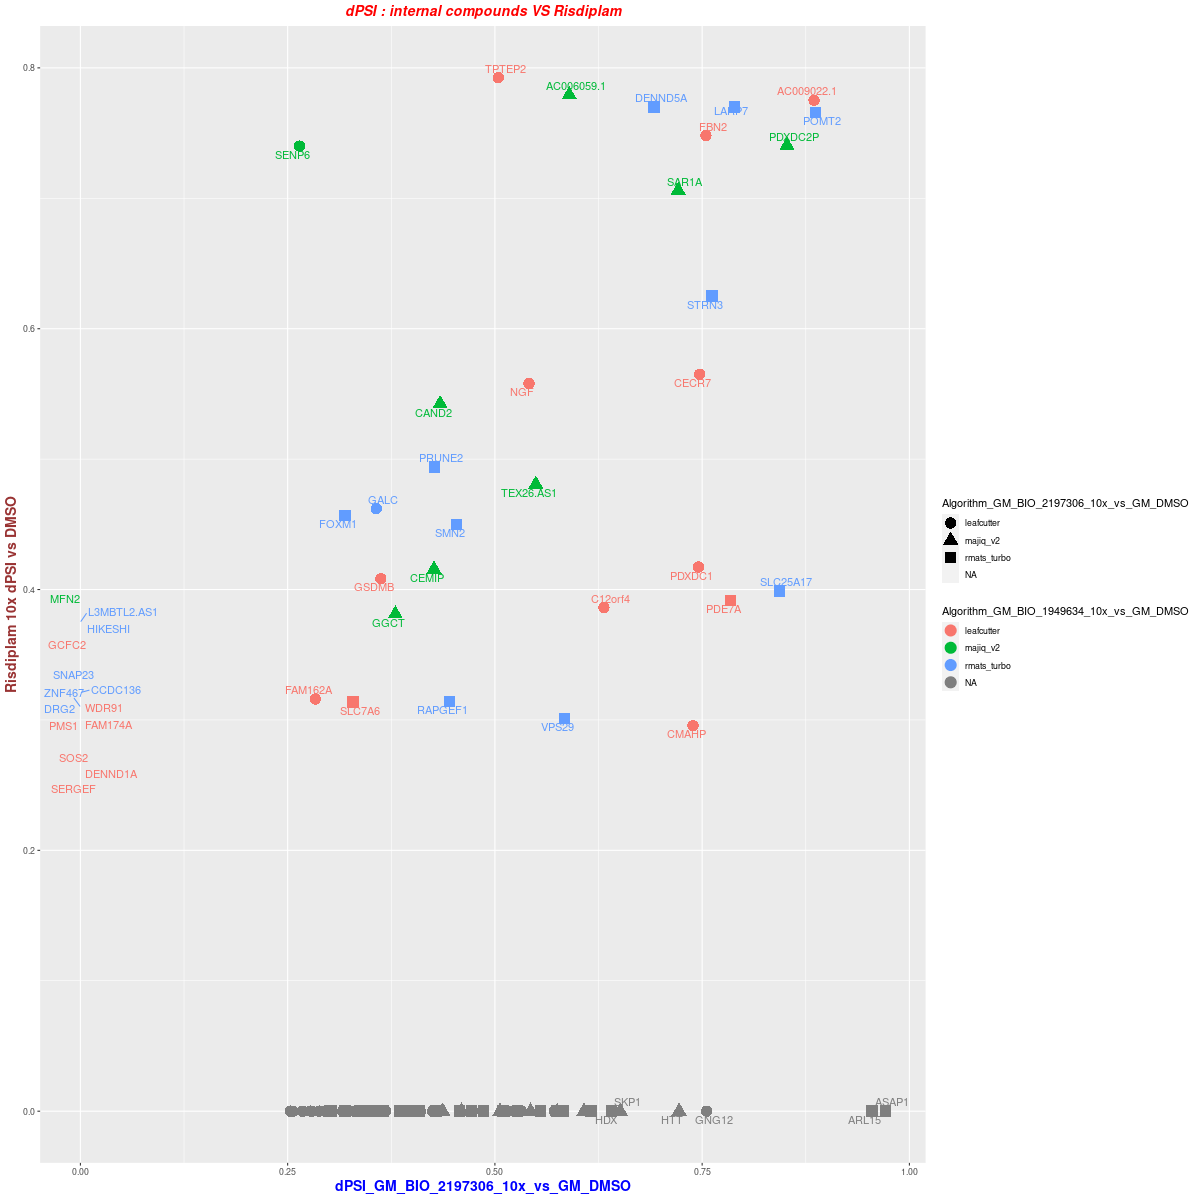 dPSI : internal compounds VS Risdiplam
0.8
TPTEP2
AC006059.1
DENND5A
LARP7
AC009022.1
POMT2
FBN2
PDXDC2P
SENP6
SAR1A
STRN3
0.6
CECR7
NGF
CAND2
PRUNE2
TEX26.AS1
GALC
FOXM1
SMN2
CEMIP
GSDMB
PDXDC1
SLC25A17
0.4
MFN2
C12orf4
PDE7A
L3MBTL2.AS1
GGCT
HIKESHI
GCFC2
SNAP23
ZNF467
CCDC136
FAM162A
DRG2
WDR91
SLC7A6
RAPGEF1
PMS1
FAM174A
VPS29
CMAHP
SOS2
DENND1A
SERGEF
0.2
0.0
SKP1
HDX
HTT
GNG12
ASAP1
ARL15
0.00
0.25
0.50
0.75
1.00
dPSI_GM_BIO_2197306_10x_vs_GM_DMSO
Risdiplam 10x dPSI vs DMSO
Algorithm_GM_BIO_2197306_10x_vs_GM_DMSO
leafcutter
majiq_v2
rmats_turbo
NA
Algorithm_GM_BIO_1949634_10x_vs_GM_DMSO
leafcutter
majiq_v2
rmats_turbo
NA